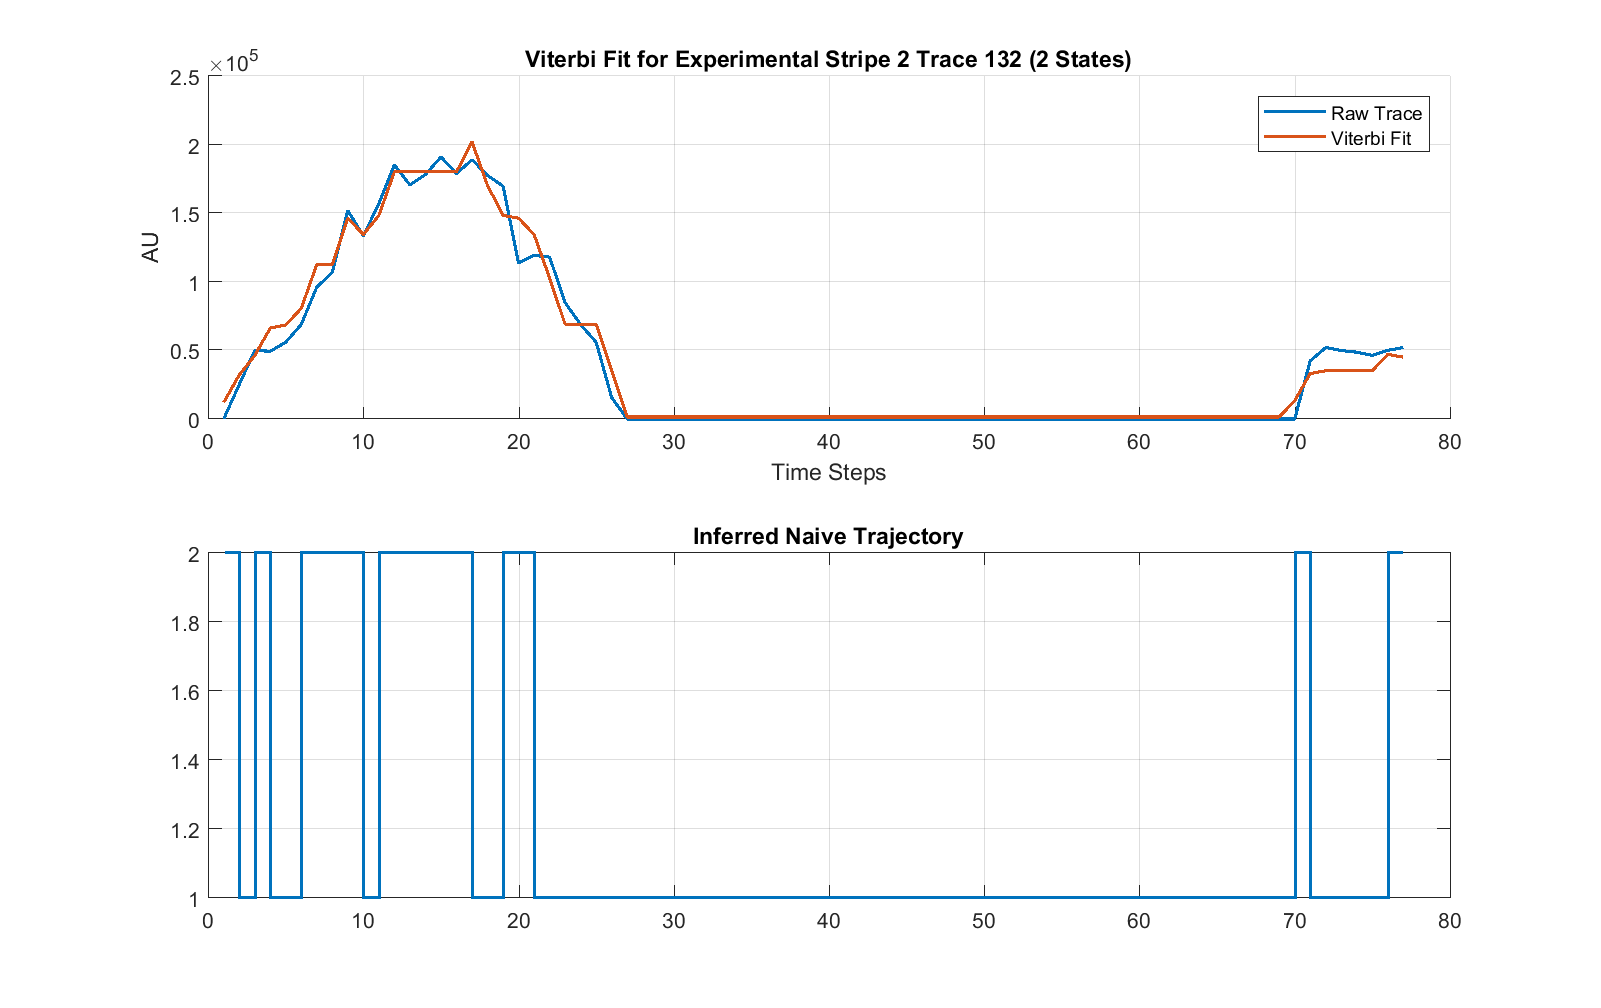 Viterbi Fit for Experimental Stripe 2 Trace 132 (2 States)
×10^5
2.5
2
1.5
1
0.5
0
AU
Raw Trace
Viterbi Fit
0 10 20 30 40 50 60 70 80
Time Steps
Inferred Naive Trajectory
2
1.8
1.6
1.4
1.2
1
0 10 20 30 40 50 60 70 80